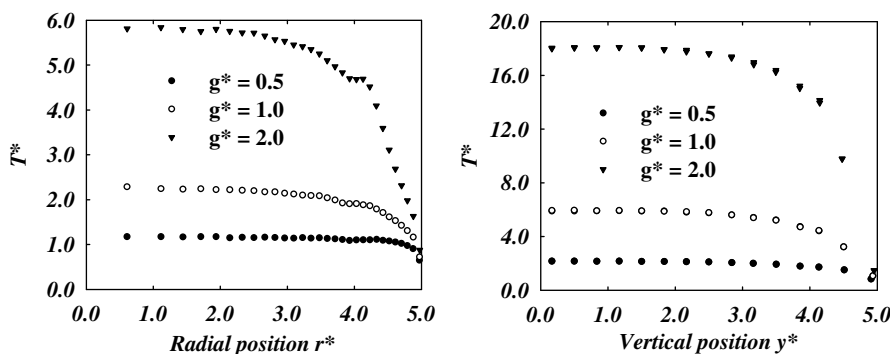 6.0
5.0
4.0
3.0
2.0
1.0
0.0
T*
g* = 0.5
g* = 1.0
g* = 2.0
0.0 1.0 2.0 3.0 4.0 5.0
Radial position r*
20.0
16.0
12.0
8.0
4.0
0.0
T*
g* = 0.5
g* = 1.0
g* = 2.0
0.0 1.0 2.0 3.0 4.0 5.0
Vertical position y*